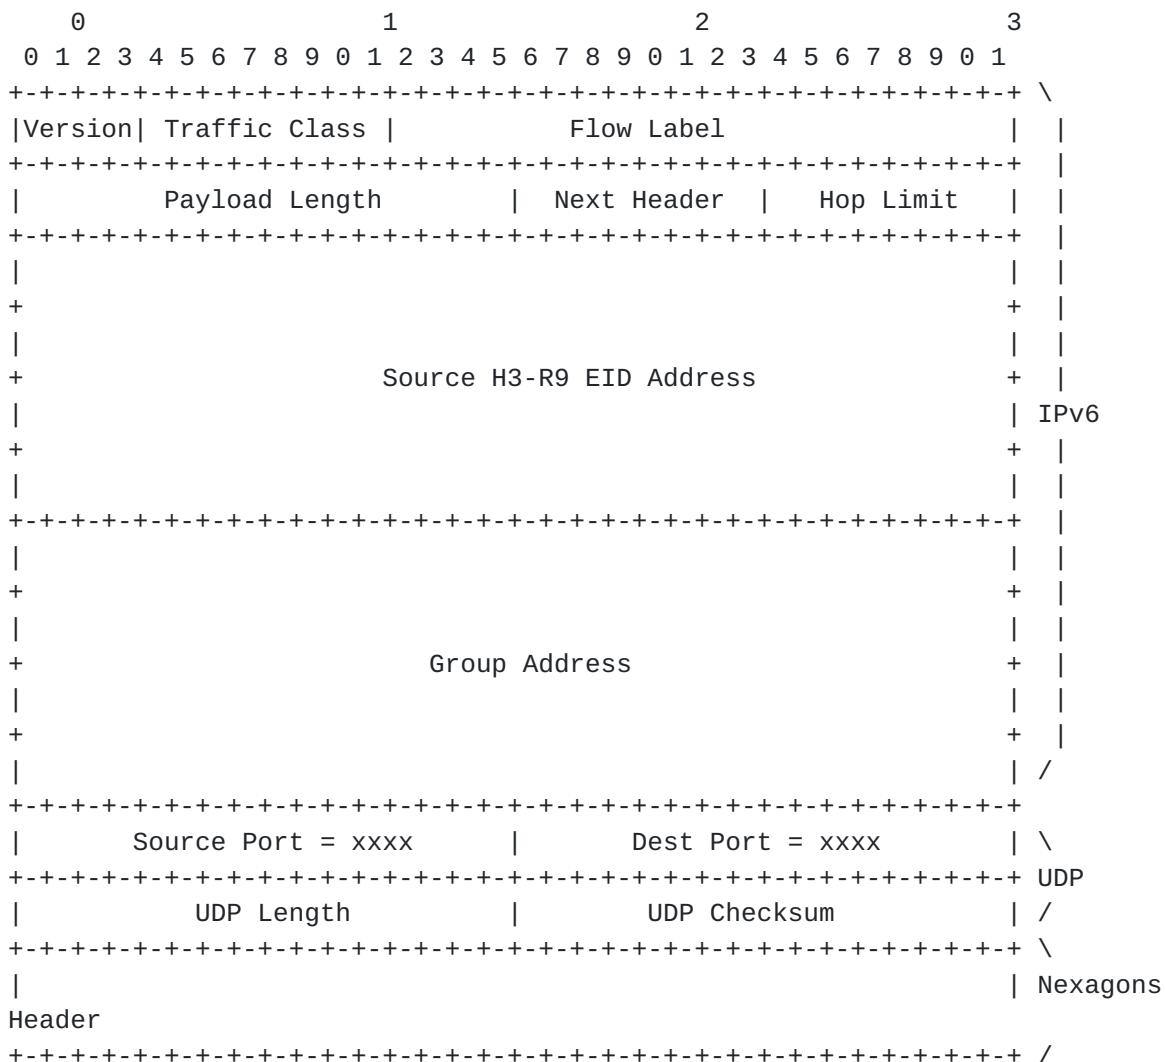 0                   1                   2                   3
 0 1 2 3 4 5 6 7 8 9 0 1 2 3 4 5 6 7 8 9 0 1 2 3 4 5 6 7 8 9 0 1
+-+-+-+-+-+-+-+-+-+-+-+-+-+-+-+-+-+-+-+-+-+-+-+-+-+-+-+-+-+-+-+-+ \
|Version| Traffic Class |           Flow Label                  |  |
+-+-+-+-+-+-+-+-+-+-+-+-+-+-+-+-+-+-+-+-+-+-+-+-+-+-+-+-+-+-+-+-+  |
|         Payload Length        |  Next Header  |   Hop Limit   |  |
+-+-+-+-+-+-+-+-+-+-+-+-+-+-+-+-+-+-+-+-+-+-+-+-+-+-+-+-+-+-+-+-+  |
|                                                               |  |
+                                                               +  |
|                                                               |  |
+                       Source H3-R9 EID Address                +  |
|                                                               | IPv6
+                                                               +  |
|                                                               |  |
+-+-+-+-+-+-+-+-+-+-+-+-+-+-+-+-+-+-+-+-+-+-+-+-+-+-+-+-+-+-+-+-+  |
|                                                               |  |
+                                                               +  |
|                                                               |  |
+                          Group Address                        +  |
|                                                               |  |
+                                                               +  |
|                                                               | /
+-+-+-+-+-+-+-+-+-+-+-+-+-+-+-+-+-+-+-+-+-+-+-+-+-+-+-+-+-+-+-+-+
|       Source Port = xxxx      |       Dest Port = xxxx        | \
+-+-+-+-+-+-+-+-+-+-+-+-+-+-+-+-+-+-+-+-+-+-+-+-+-+-+-+-+-+-+-+-+ UDP
|           UDP Length          |        UDP Checksum           | /
+-+-+-+-+-+-+-+-+-+-+-+-+-+-+-+-+-+-+-+-+-+-+-+-+-+-+-+-+-+-+-+-+ \
|                                                               | Nexagons
Header
+-+-+-+-+-+-+-+-+-+-+-+-+-+-+-+-+-+-+-+-+-+-+-+-+-+-+-+-+-+-+-+-+ /